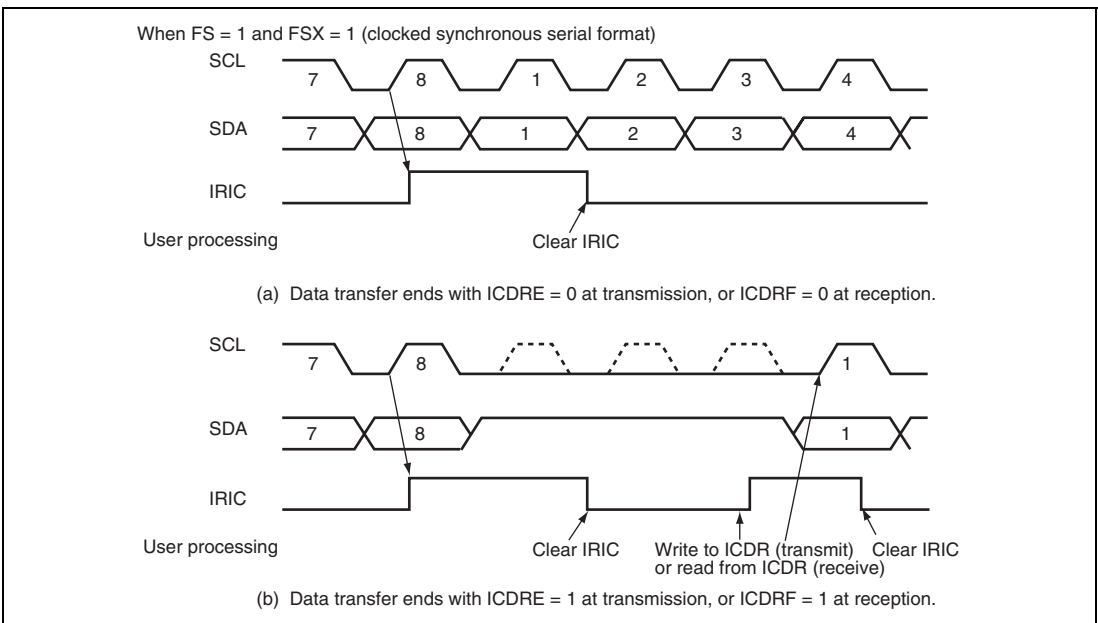 When FS = 1 and FSX = 1 (clocked synchronous serial format)
SCL 7 8 1 2 3 4
SDA 7 8 1 2 3 4
IRIC
User processing Clear IRIC
(a) Data transfer ends with ICDRE = 0 at transmission, or ICDRF = 0 at reception.
SCL 7 8 1
SDA 7 8 1
IRIC
User processing Clear IRIC Write to ICDR (transmit) Clear IRIC
or read from ICDR (receive)
(b) Data transfer ends with ICDRE = 1 at transmission, or ICDRF = 1 at reception.